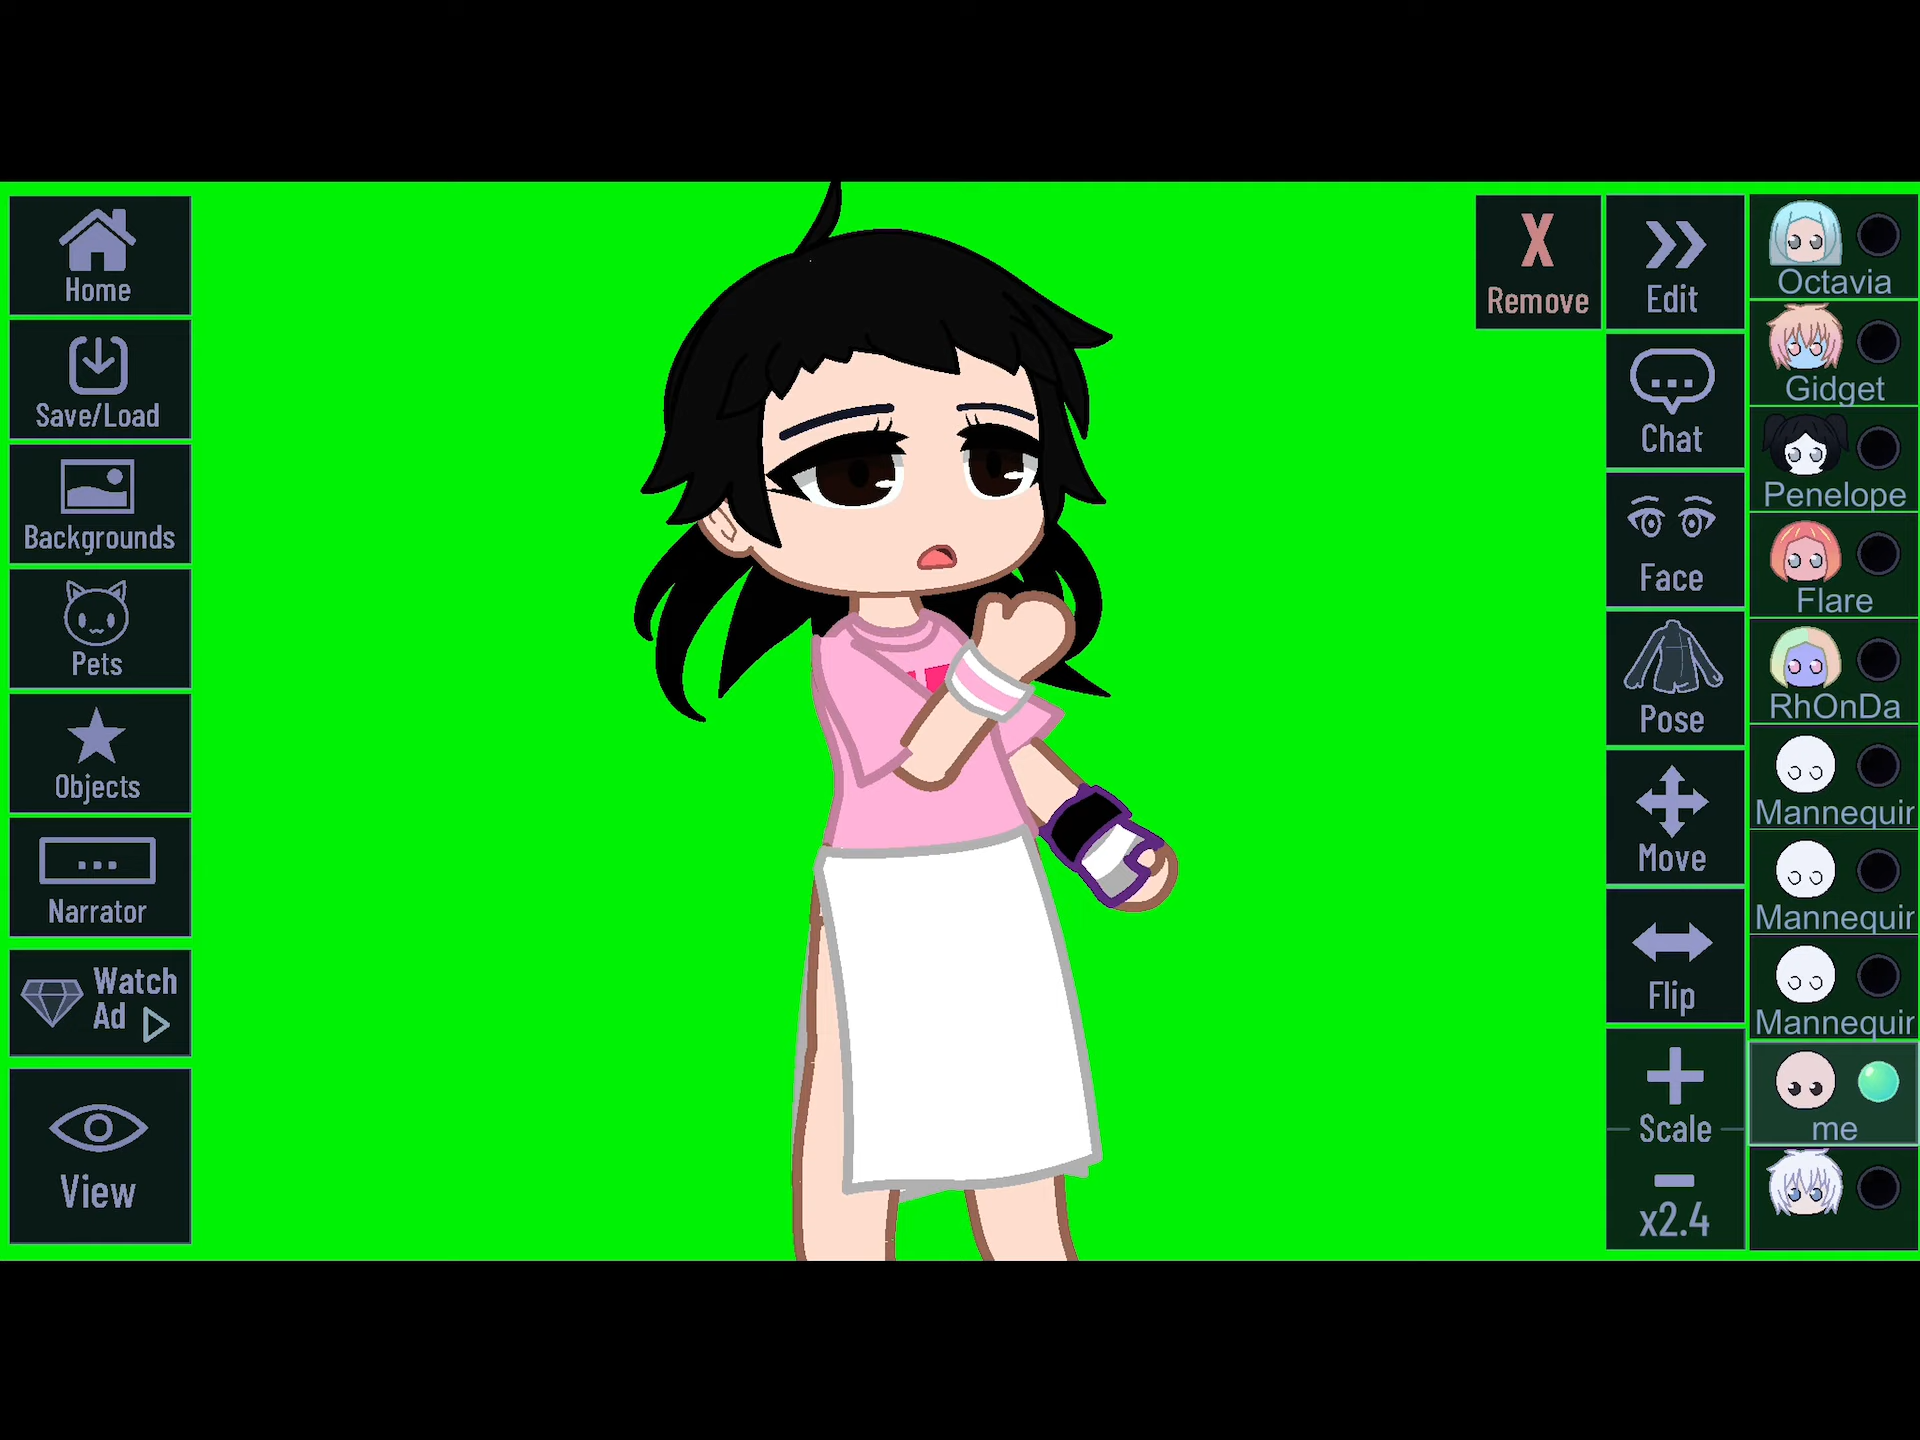 Home
Save/Load
Backgrounds
Pets
Objects
...
Narrator
Watch
Ad
View
X
Remove
Edit
...
Chat
Face
Pose
Move
Flip
Scale
x2.4
Octavia
Gidget
Penelope
Flare
RhOnDa
Mannequir
Mannequir
Mannequir
me